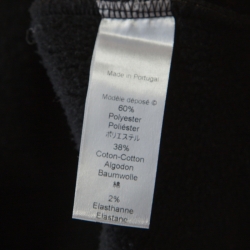 Made in Portugal
Modèle déposé ©
60%
Polyester
Poliéster
ポリエステル
38%
Coton-Cotton
Algodon
Baumwolle
綿
2%
Elasthanne
Elastane